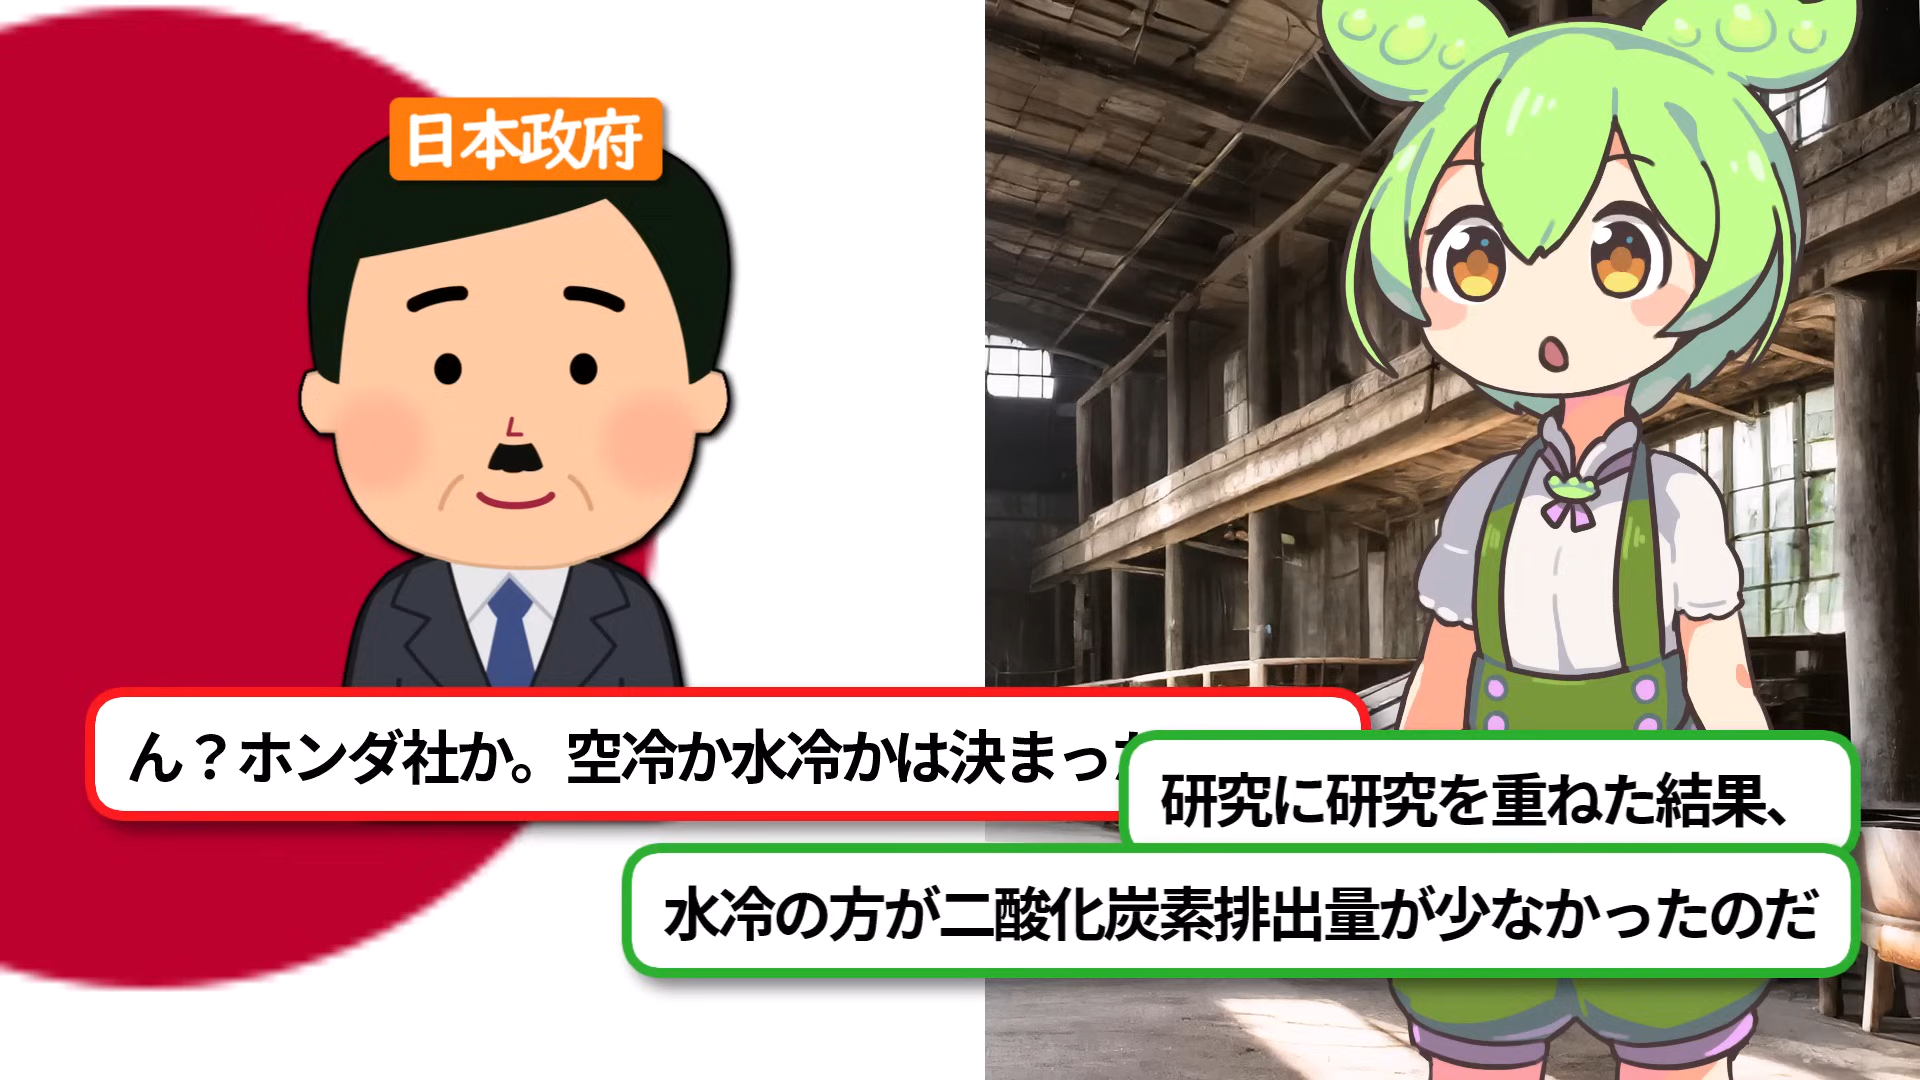 日本政府
ん？ホンダ社か。空冷か水冷かは決まっ
研究に研究を重ねた結果、
水冷の方が二酸化炭素排出量が少なかったのだ